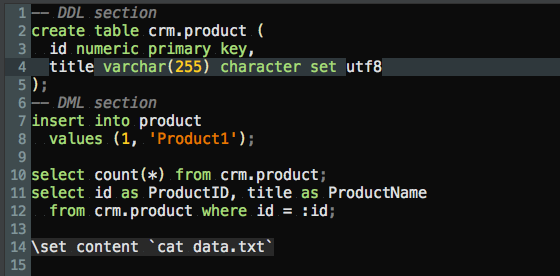 1 -- DDL section
2 create table crm.product (
3   id numeric primary key,
4   title varchar(255) character set utf8
5 );
6 -- DML section
7 insert into product
8   values (1, 'Product1');
9
10 select count(*) from crm.product;
11 select id as ProductID, title as ProductName
12   from crm.product where id = :id;
13
14 \set content `cat data.txt`
15